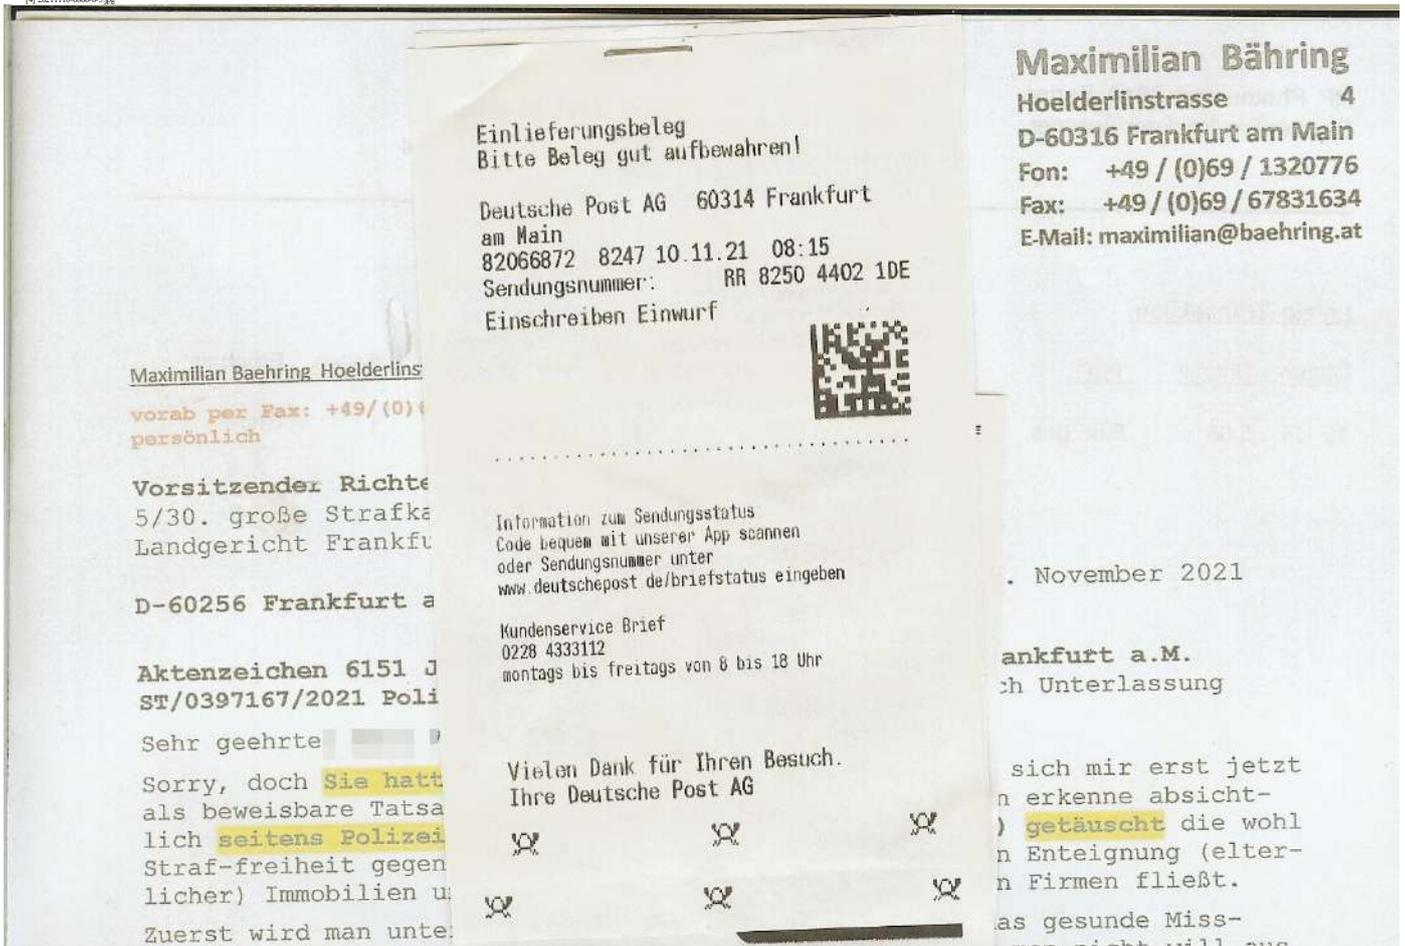 Maximilian Bähring
Hoelderlinstrasse 4
D-60316 Frankfurt am Main
Fon: +49 / (0)69 / 1320776
Fax: +49 / (0)69 / 67831634
E-Mail: maximilian@baehring.at
Einlieferungsbeleg
Bitte Beleg gut aufbewahren!
Deutsche Post AG 60314 Frankfurt
am Main
82066872 8247 10.11.21 08:15
Sendungsnummer: RR 8250 4402 1DE
Einschreiben Einwurf
Information zum Sendungsstatus
Code bequem mit unserer App scannen
oder Sendungsnummer unter
www.deutschepost de/briefstatus eingeben
Kundenservice Brief
0228 4333112
montags bis freitags von 8 bis 18 Uhr
Vielen Dank für Ihren Besuch.
Ihre Deutsche Post AG
Maximilian Baehring Hoelderlins
vorab per Fax: +49/(0)
persönlich
Vorsitzender Richte
5/30. große Strafka
Landgericht Frankfu
D-60256 Frankfurt a
. November 2021
Aktenzeichen 6151 J
ankfurt a.M.
ST/0397167/2021 Poli
ch Unterlassung
Sehr geehrte
Sorry, doch Sie hatt sich mir erst jetzt
als beweisbare Tatsa n erkenne absicht-
lich seitens Polizei ) getäuscht die wohl
Straf-freiheit gegen n Enteignung (elter-
licher) Immobilien u n Firmen fließt.
Zuerst wird man unte as gesunde Miss-